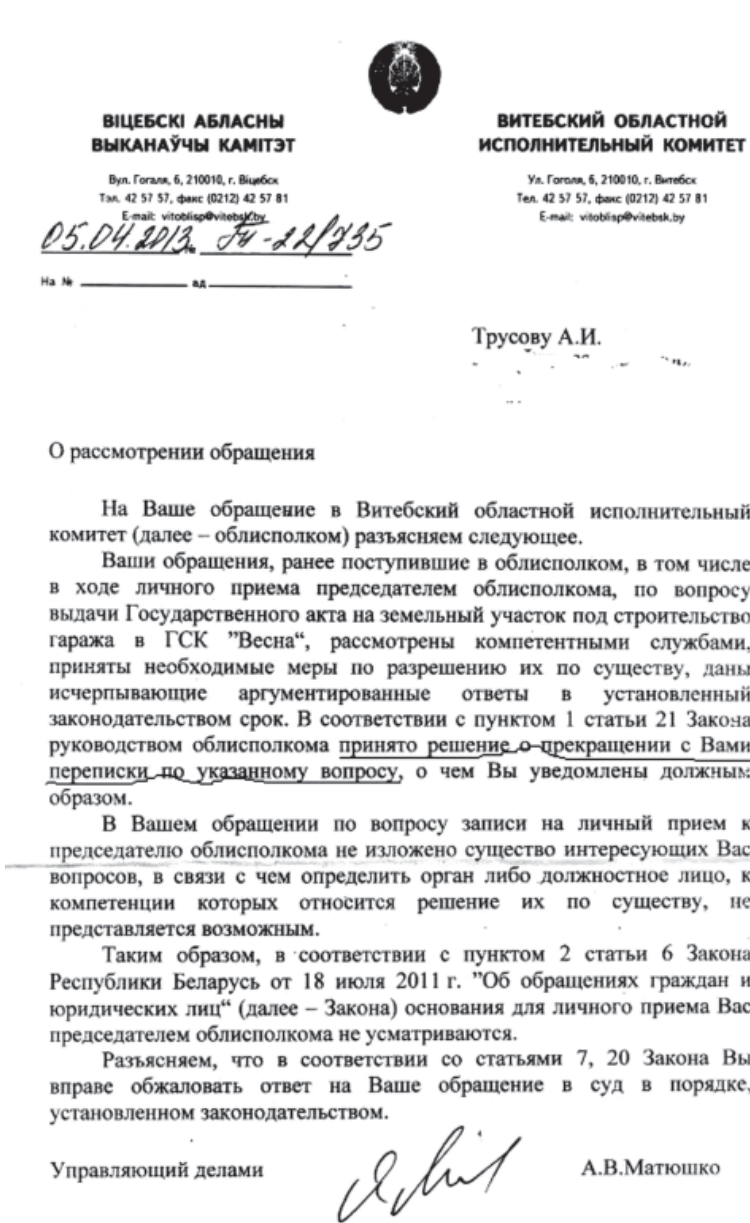 ВІЦЕБСКІ АБЛАСНЫ
ВЫКАНАЎЧЫ КАМІТЭТ
Вул. Гогаля, 6, 210010, г. Віцебск
Тэл. 42 57 57, факс (0212) 42 57 81
E-mail: vitoblisp@vitebsk.by
ВИТЕБСКИЙ ОБЛАСТНОЙ
ИСПОЛНИТЕЛЬНЫЙ КОМИТЕТ
Ул. Гоголя, 6, 210010, г. Витебск
Тел. 42 57 57, факс (0212) 42 57 81
E-mail: vitoblisp@vitebsk.by
05.04.2013 № -22/735
На № ад
Трусову А.И.
О рассмотрении обращения
На Ваше обращение в Витебский областной исполнительный
комитет (далее – облисполком) разъясняем следующее.
Ваши обращения, ранее поступившие в облисполком, в том числе
в ходе личного приема председателем облисполкома, по вопросу
выдачи Государственного акта на земельный участок под строительство
гаража в ГСК "Весна“, рассмотрены компетентными службами,
приняты необходимые меры по разрешению их по существу, даны
исчерпывающие аргументированные ответы в установленный
законодательством срок. В соответствии с пунктом 1 статьи 21 Закона
руководством облисполкома принято решение о прекращении с Вами
переписки по указанному вопросу, о чем Вы уведомлены должным
образом.
В Вашем обращении по вопросу записи на личный прием к
председателю облисполкома не изложено существо интересующих Вас
вопросов, в связи с чем определить орган либо должностное лицо, к
компетенции которых относится решение их по существу, не
представляется возможным.
Таким образом, в соответствии с пунктом 2 статьи 6 Закона
Республики Беларусь от 18 июля 2011 г. "Об обращениях граждан и
юридических лиц“ (далее – Закона) основания для личного приема Вас
председателем облисполкома не усматриваются.
Разъясняем, что в соответствии со статьями 7, 20 Закона Вы
вправе обжаловать ответ на Ваше обращение в суд в порядке,
установленном законодательством.
Управляющий делами
А.В.Матюшко